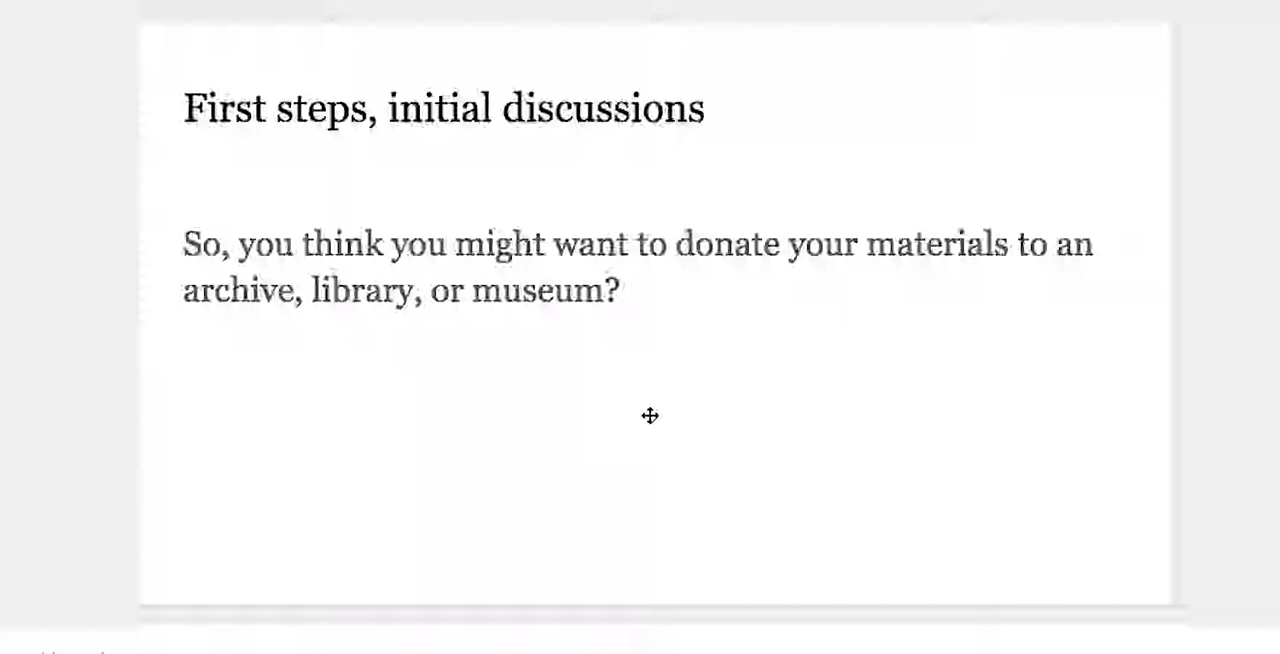 First steps, initial discussions
So, you think you might want to donate your materials to an
archive, library, or museum?